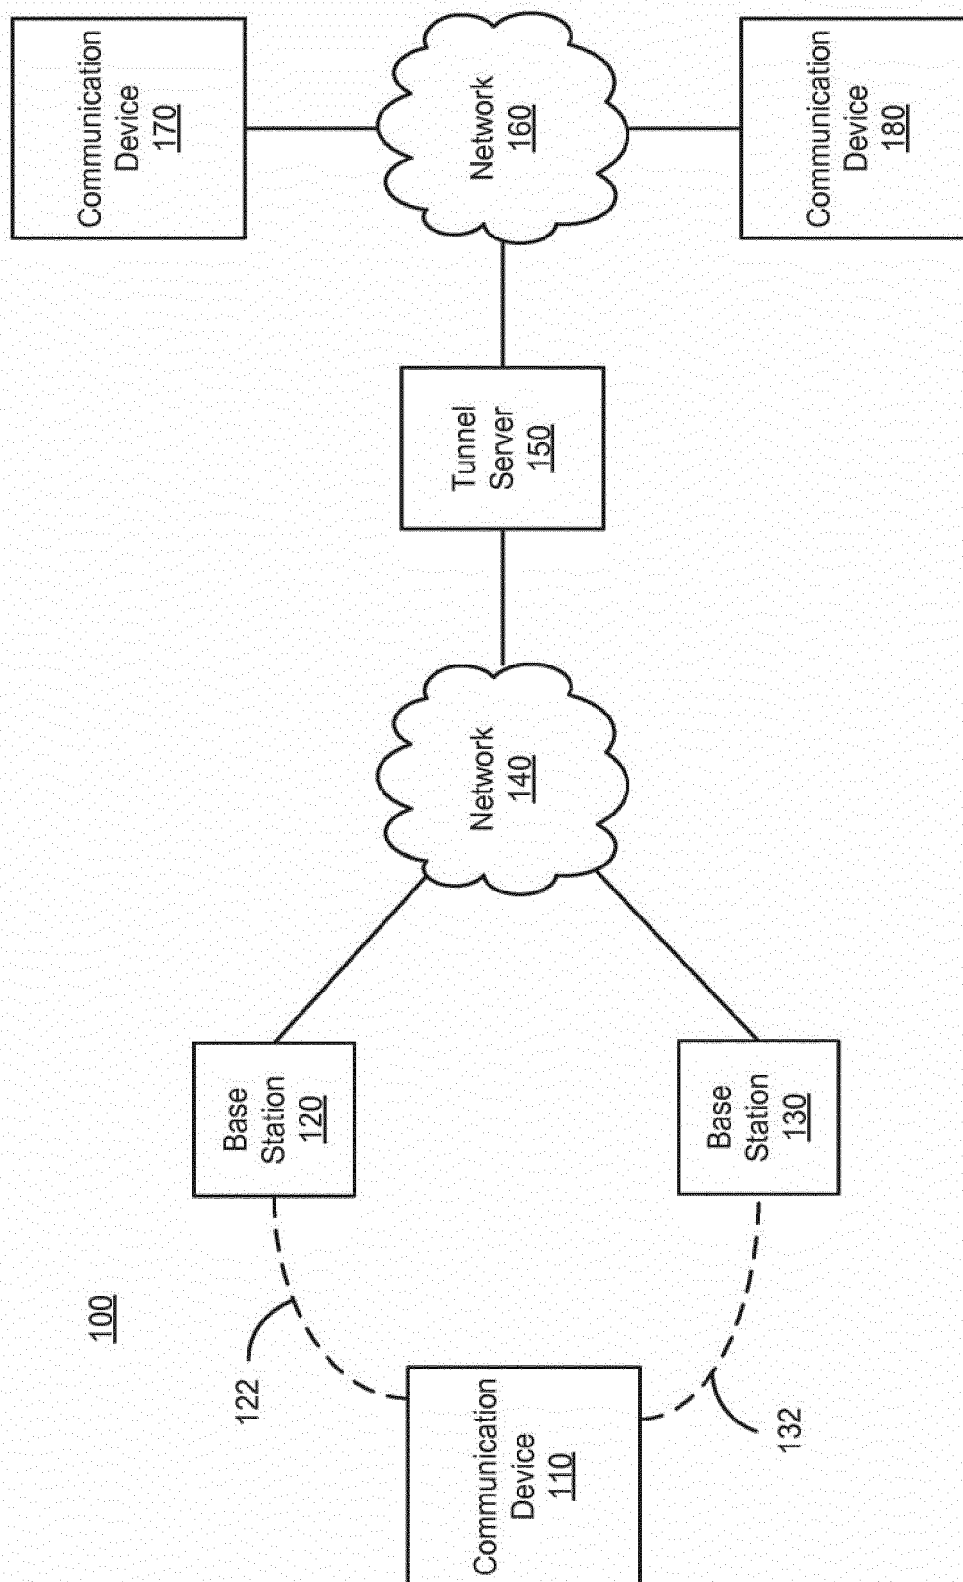 100
Communication
Device
110
122
132
Base
Station
120
Base
Station
130
Network
140
Tunnel
Server
150
Network
160
Communication
Device
170
Communication
Device
180